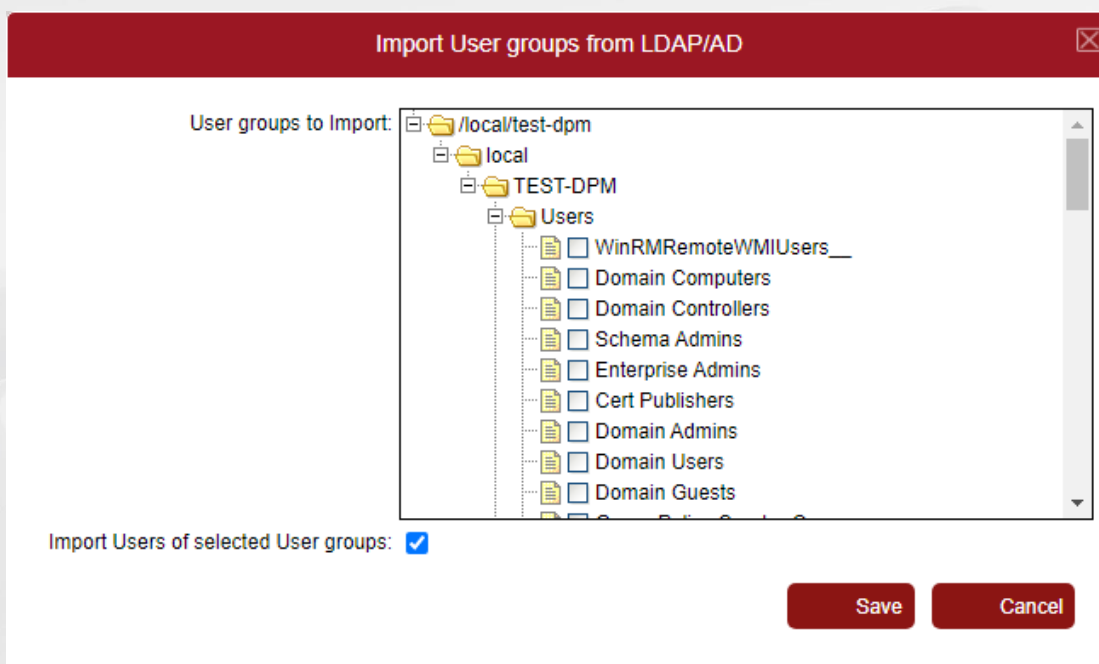 Import User groups from LDAP/AD
User groups to Import:
/local/test-dpm
local
TEST-DPM
Users
WinRMRemoteWMIUsers__
Domain Computers
Domain Controllers
Schema Admins
Enterprise Admins
Cert Publishers
Domain Admins
Domain Users
Domain Guests
Import Users of selected User groups:
Save Cancel